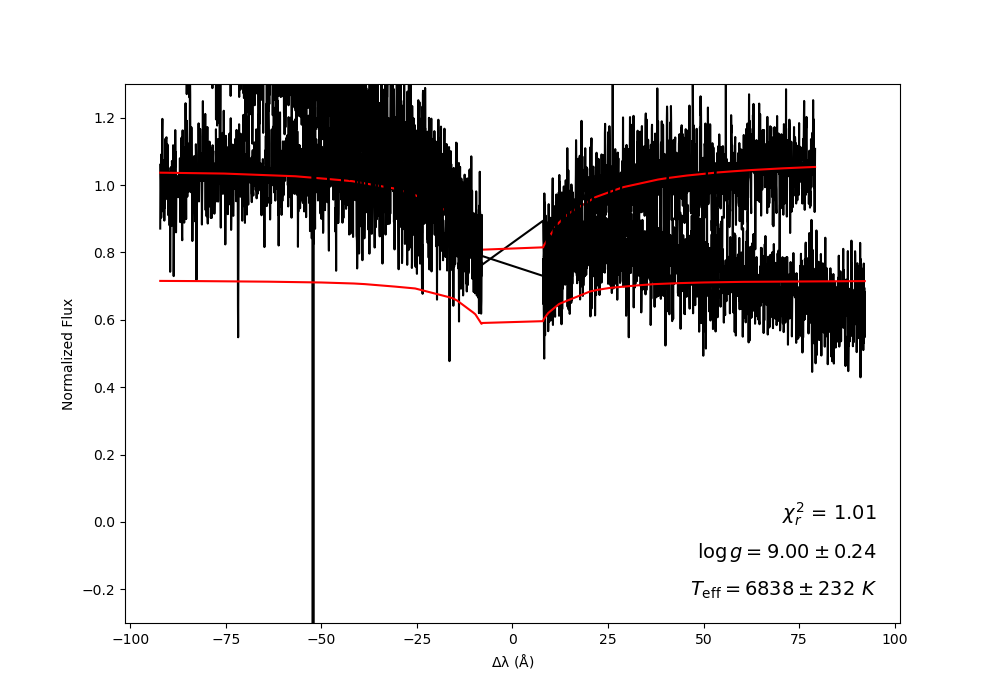 1.2
1.0
0.8
0.6
0.4
0.2
0.0
−0.2
Normalized Flux
χ²ᵣ = 1.01
log g = 9.00 ± 0.24
T_eff = 6838 ± 232 K
−100 −75 −50 −25 0 25 50 75 100
Δλ (Å)